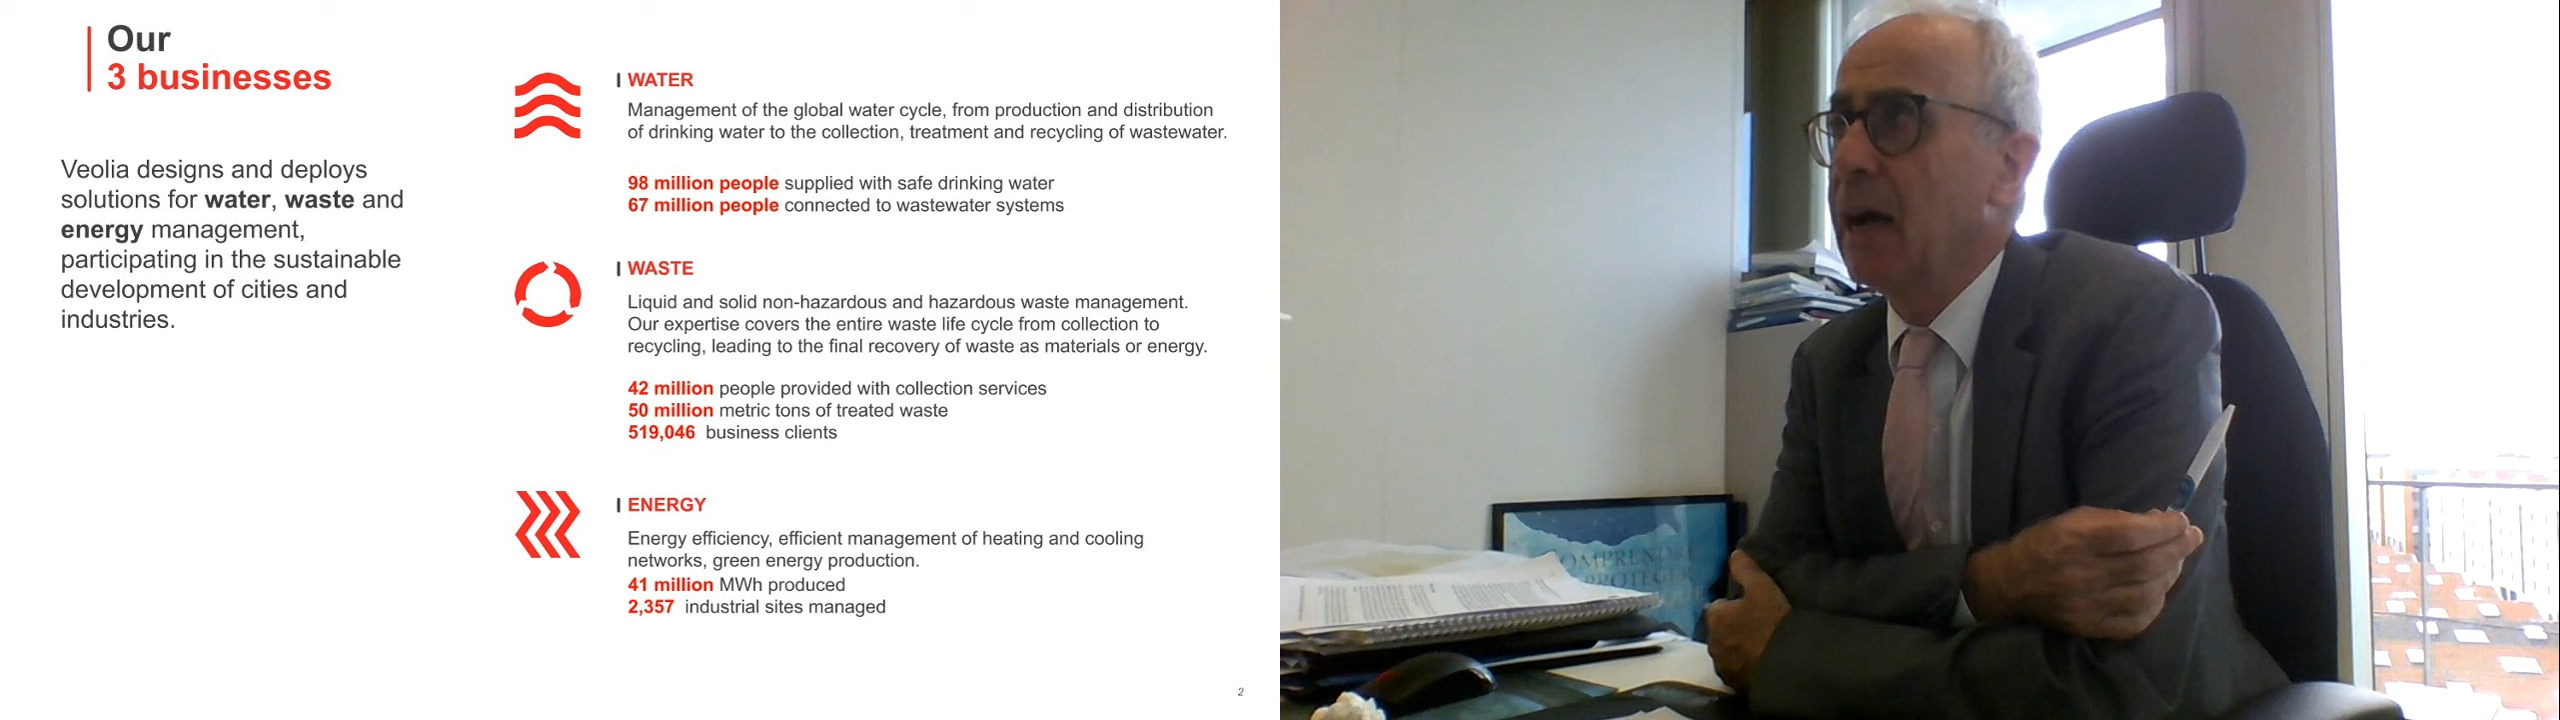 Our
3 businesses
Veolia designs and deploys
solutions for water, waste and
energy management,
participating in the sustainable
development of cities and
industries.
WATER
Management of the global water cycle, from production and distribution
of drinking water to the collection, treatment and recycling of wastewater.
98 million people supplied with safe drinking water
67 million people connected to wastewater systems
WASTE
Liquid and solid non-hazardous and hazardous waste management.
Our expertise covers the entire waste life cycle from collection to
recycling, leading to the final recovery of waste as materials or energy.
42 million people provided with collection services
50 million metric tons of treated waste
519,046 business clients
ENERGY
Energy efficiency, efficient management of heating and cooling
networks, green energy production.
41 million MWh produced
2,357 industrial sites managed
2